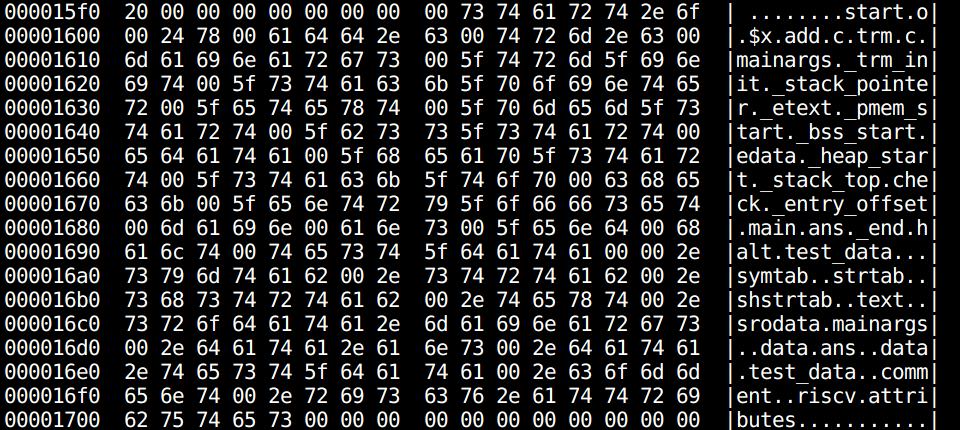 000015f0  20 00 00 00 00 00 00 00  00 73 74 61 72 74 2e 6f  | ........start.o|
00001600  00 24 78 00 61 64 64 2e  63 00 74 72 6d 2e 63 00  |.$x.add.c.trm.c.|
00001610  6d 61 69 6e 61 72 67 73  00 5f 74 72 6d 5f 69 6e  |mainargs._trm_in|
00001620  69 74 00 5f 73 74 61 63  6b 5f 70 6f 69 6e 74 65  |it._stack_pointe|
00001630  72 00 5f 65 74 65 78 74  00 5f 70 6d 65 6d 5f 73  |r._etext._pmem_s|
00001640  74 61 72 74 00 5f 62 73  73 5f 73 74 61 72 74 00  |tart._bss_start.|
00001650  65 64 61 74 61 00 5f 68  65 61 70 5f 73 74 61 72  |edata._heap_star|
00001660  74 00 5f 73 74 61 63 6b  5f 74 6f 70 00 63 68 65  |t._stack_top.che|
00001670  63 6b 00 5f 65 6e 74 72  79 5f 6f 66 66 73 65 74  |ck._entry_offset|
00001680  00 6d 61 69 6e 00 61 6e  73 00 5f 65 6e 64 00 68  |.main.ans._end.h|
00001690  61 6c 74 00 74 65 73 74  5f 64 61 74 61 00 00 2e  |alt.test_data...|
000016a0  73 79 6d 74 61 62 00 2e  73 74 72 74 61 62 00 2e  |symtab..strtab..|
000016b0  73 68 73 74 72 74 61 62  00 2e 74 65 78 74 00 2e  |shstrtab..text..|
000016c0  73 72 6f 64 61 74 61 2e  6d 61 69 6e 61 72 67 73  |srodata.mainargs|
000016d0  00 2e 64 61 74 61 2e 61  6e 73 00 2e 64 61 74 61  |..data.ans..data|
000016e0  2e 74 65 73 74 5f 64 61  74 61 00 2e 63 6f 6d 6d  |.test_data..comm|
000016f0  65 6e 74 00 2e 72 69 73  63 76 2e 61 74 74 72 69  |ent..riscv.attri|
00001700  62 75 74 65 73 00 00 00  00 00 00 00 00 00 00 00  |butes...........|